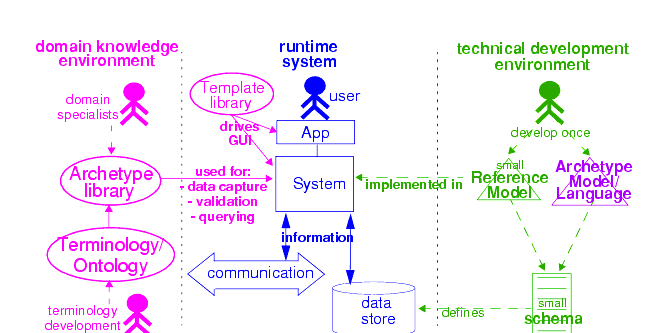 domain knowledge
environment
runtime
system
technical development
environment
domain
specialists
Template
library
user
drives
GUI
App
develop once
Archetype
library
used for:
- data capture
- validation
- querying
System
implemented in
small
Reference
Model
Archetype
Model/
Language
Terminology/
Ontology
information
communication
terminology
development
data
store
defines
small
schema